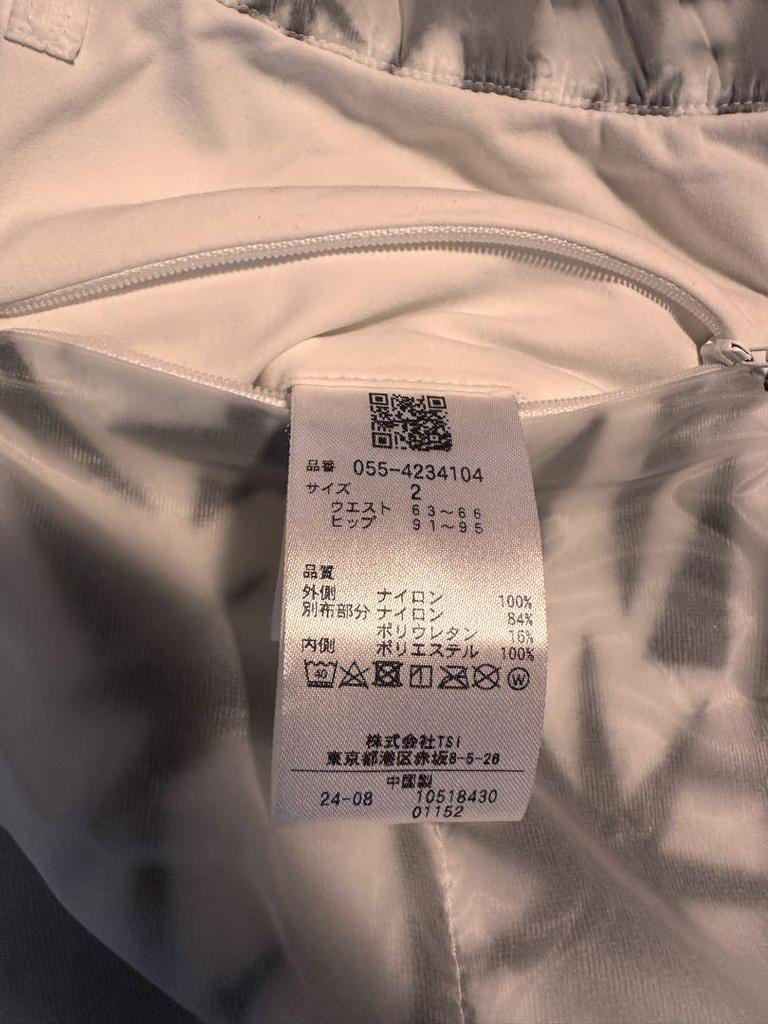 品番 055-4234104
サイズ 2
ウエスト 63～66
ヒップ 91～95
品質
外側 ナイロン 100%
別布部分 ナイロン 84%
ポリウレタン 16%
内側 ポリエステル 100%
40 W
株式会社TSI
東京都港区赤坂8-5-26
中国製
24-08 10518430
01152